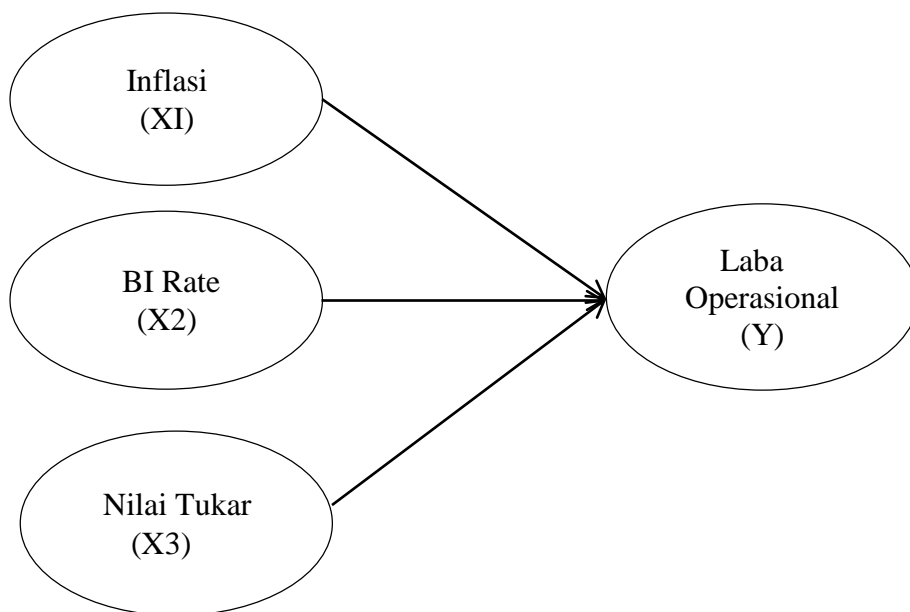 Inflasi
(XI)
BI Rate
(X2)
Laba
Operasional
(Y)
Nilai Tukar
(X3)